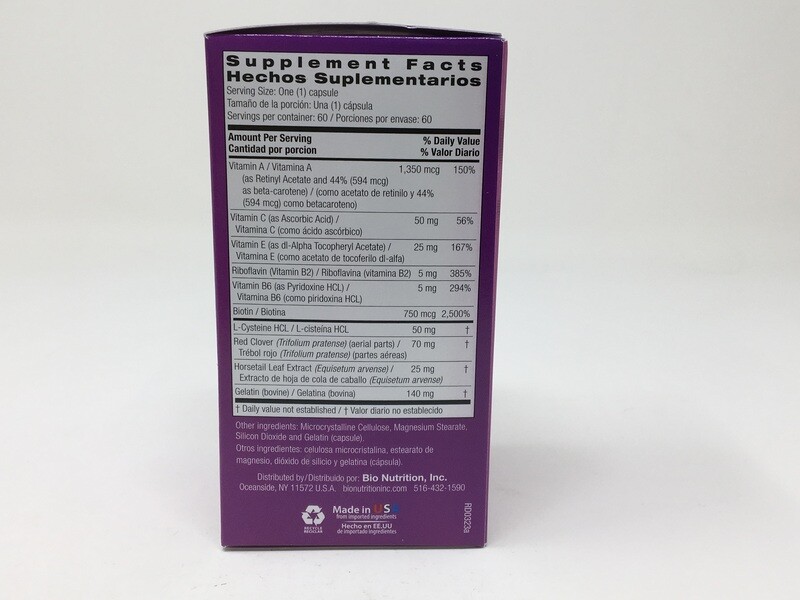 Supplement Facts
Hechos Suplementarios
Serving Size: One (1) capsule
Tamaño de la porción: Una (1) cápsula
Servings per container: 60 / Porciones por envase: 60
Amount Per Serving % Daily Value
Cantidad por porcion % Valor Diario
Vitamin A / Vitamina A 1,350 mcg 150%
(as Retinyl Acetate and 44% (594 mcg)
as beta-carotene) / (como acetato de retinilo y 44%
(594 mcg) como betacaroteno)
Vitamin C (as Ascorbic Acid) / 50 mg 56%
Vitamina C (como ácido ascórbico)
Vitamin E (as dl-Alpha Tocopheryl Acetate) / 25 mg 167%
Vitamina E (como acetato de tocoferilo dl-alfa)
Riboflavin (Vitamin B2) / Riboflavina (vitamina B2) 5 mg 385%
Vitamin B6 (as Pyridoxine HCL) / 5 mg 294%
Vitamina B6 (como piridoxina HCL)
Biotin / Biotina 750 mcg 2,500%
L-Cysteine HCL / L-cisteína HCL 50 mg †
Red Clover (Trifolium pratense) (aerial parts) / 70 mg †
Trébol rojo (Trifolium pratense) (partes aéreas)
Horsetail Leaf Extract (Equisetum arvense) / 25 mg †
Extracto de hoja de cola de caballo (Equisetum arvense)
Gelatin (bovine) / Gelatina (bovina) 140 mg †
† Daily value not established / † Valor diario no establecido
Other ingredients: Microcrystalline Cellulose, Magnesium Stearate,
Silicon Dioxide and Gelatin (capsule).
Otros ingredientes: celulosa microcristalina, estearato de
magnesio, dióxido de silicio y gelatina (cápsula).
Distributed by/Distribuido por: Bio Nutrition, Inc.
Oceanside, NY 11572 U.S.A. bionutritioninc.com 516-432-1590
Made in USA
from imported ingredients
Hecho en EE.UU
de importado ingredientes
RECYCLE
RECICLAR
RD0323a